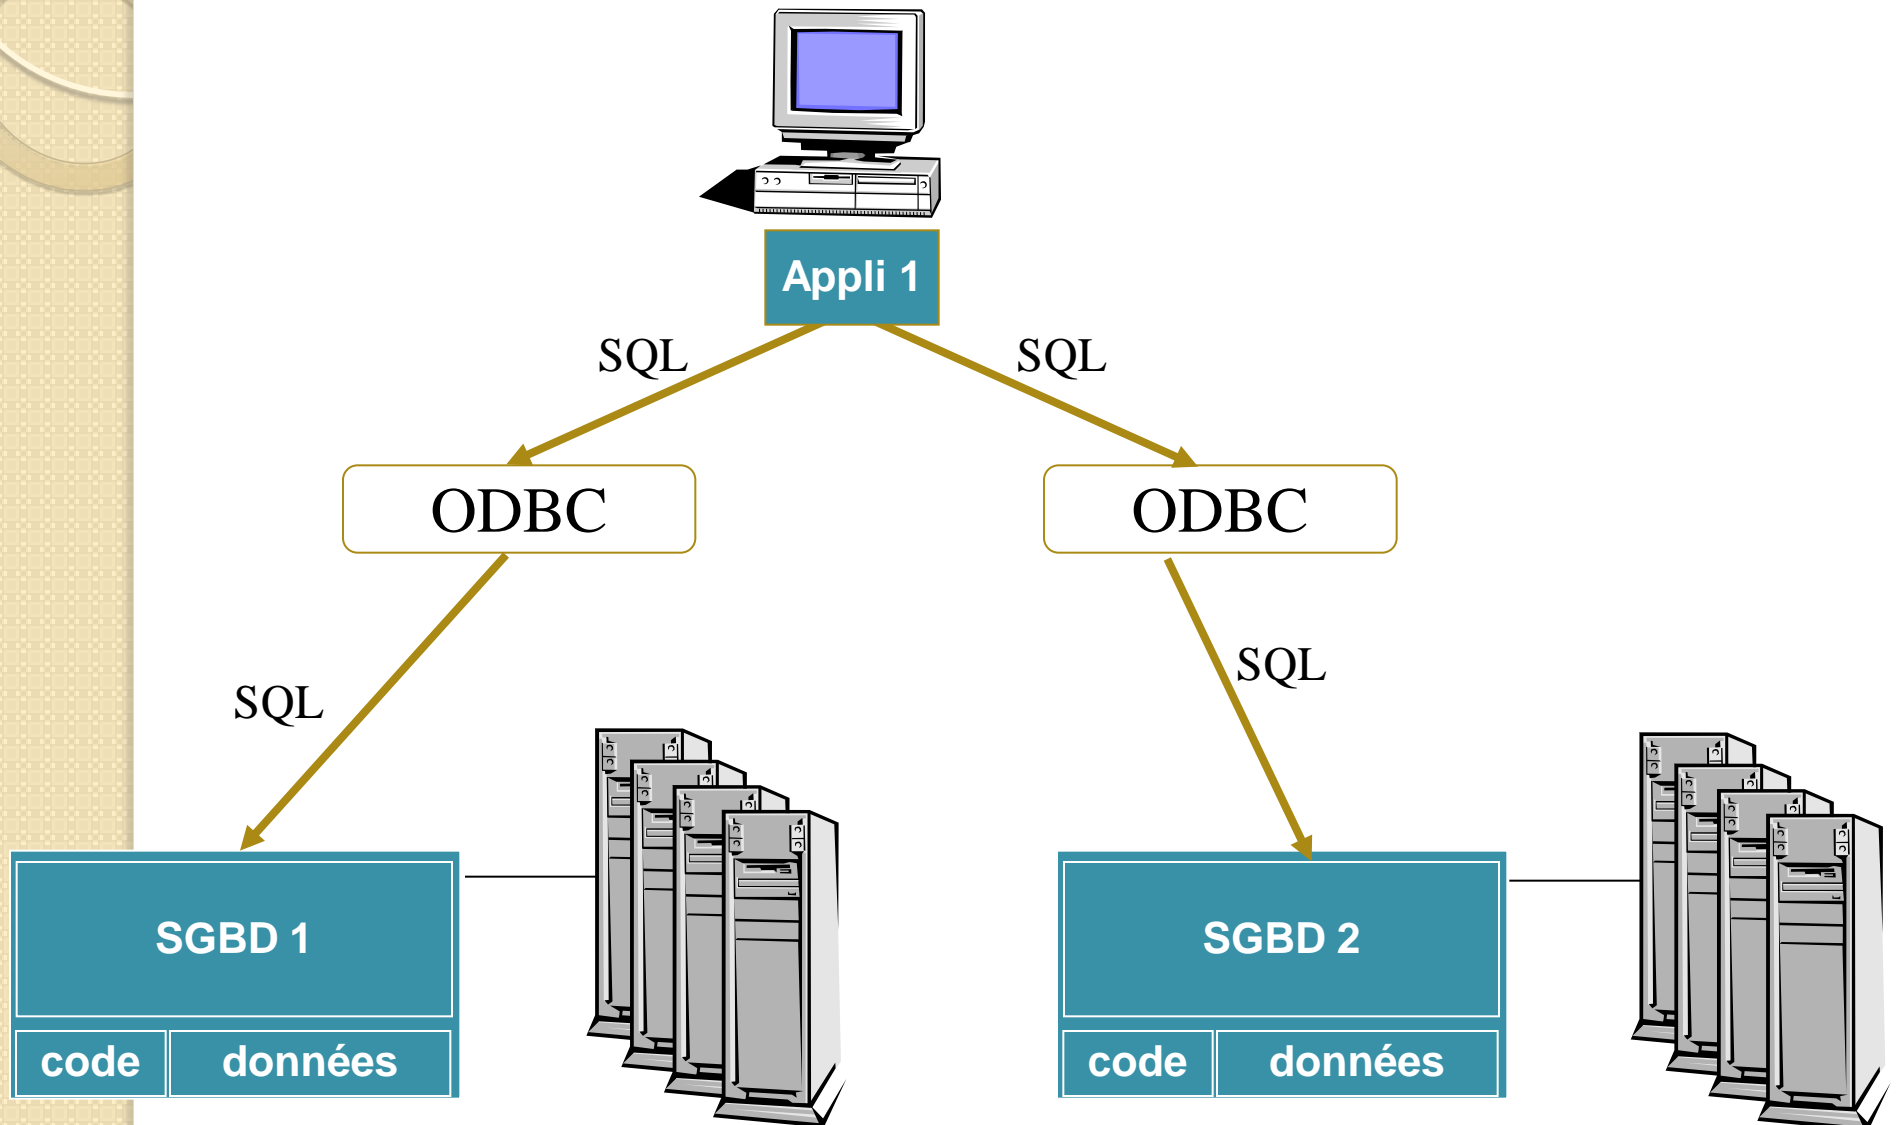 Appli 1
SQL
SQL
ODBC
ODBC
SQL
SQL
SGBD 1
SGBD 2
code
données
code
données